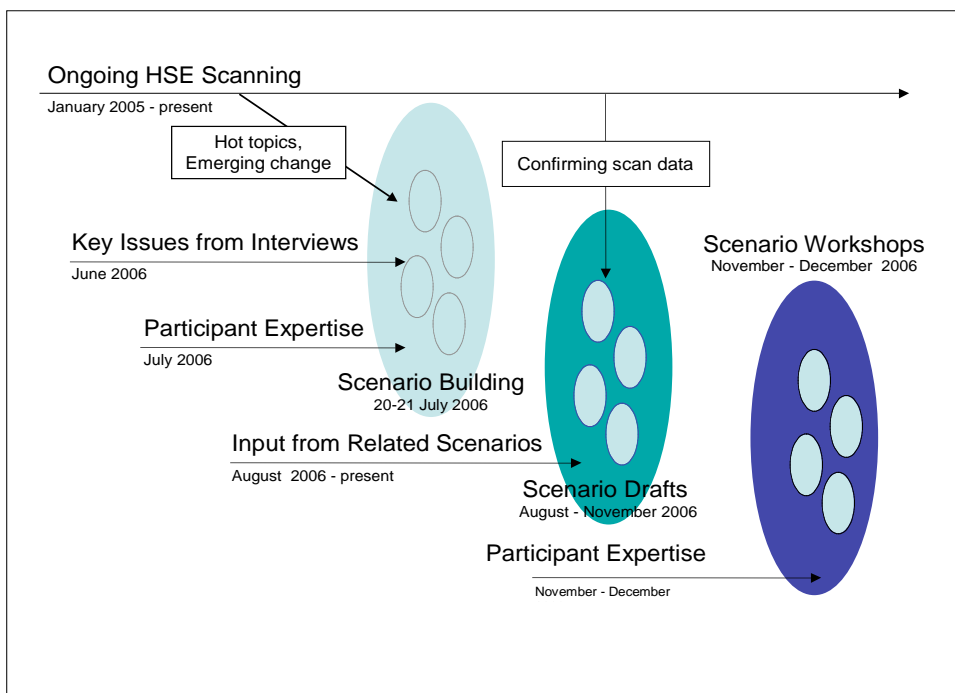 Ongoing HSE Scanning
January 2005 - present
Hot topics,
Emerging change
Confirming scan data
Key Issues from Interviews
June 2006
Scenario Workshops
November - December  2006
Participant Expertise
July 2006
Scenario Building
20-21 July 2006
Input from Related Scenarios
August  2006 - present
Scenario Drafts
August - November 2006
Participant Expertise
November - December